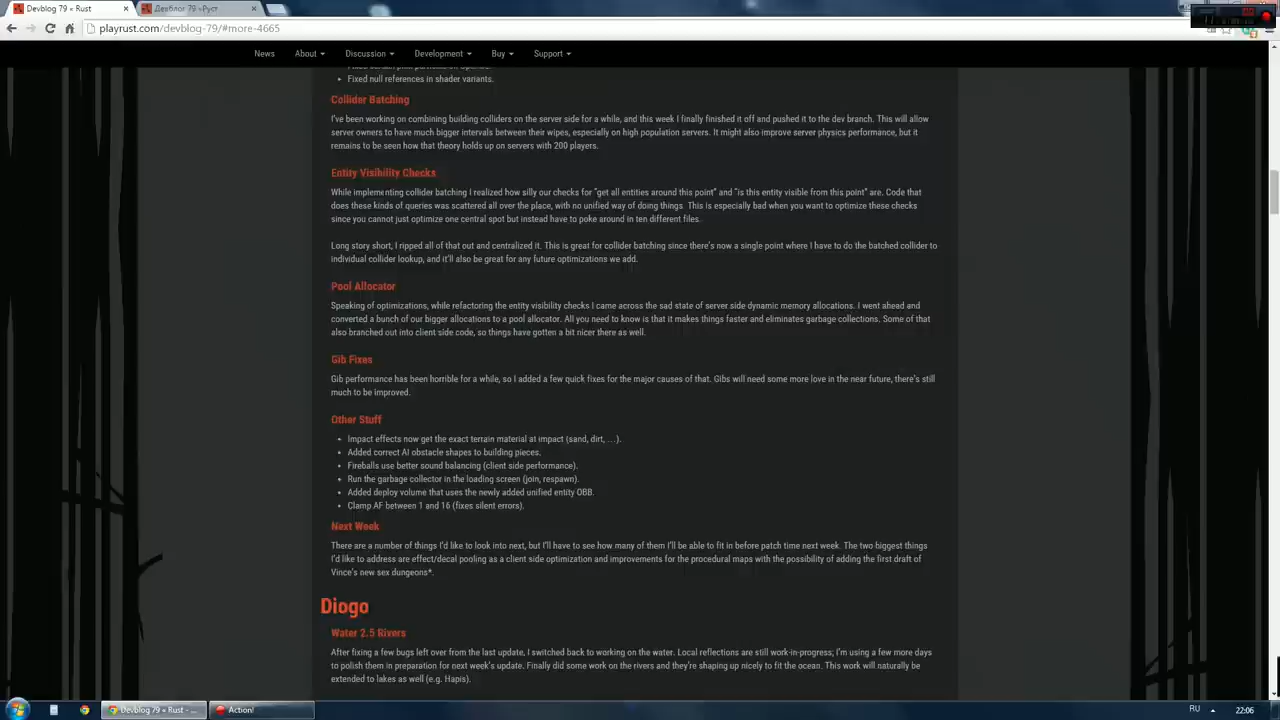 Devblog 79 « Rust
Девблог 79 «Руст
playrust.com/devblog-79/#more-4665
News
About
Discussion
Development
Buy
Support
Fixed null references in shader variants.
Collider Batching
I've been working on combining building colliders on the server side for a while, and this week I finally finished it off and pushed it to the dev branch. This will allow
server owners to have much bigger intervals between their wipes, especially on high population servers. It might also improve server physics performance, but it
remains to be seen how that theory holds up on servers with 200 players.
Entity Visibility Checks
While implementing collider batching I realized how silly our checks for "get all entities around this point" and "is this entity visible from this point" are. Code that
does these kinds of queries was scattered all over the place, with no unified way of doing things. This is especially bad when you want to optimize these checks
since you cannot just optimize one central spot but instead have to poke around in ten different files.
Long story short, I ripped all of that out and centralized it. This is great for collider batching since there's now a single point where I have to do the batched collider to
individual collider lookup, and it'll also be great for any future optimizations we add.
Pool Allocator
Speaking of optimizations, while refactoring the entity visibility checks I came across the sad state of server side dynamic memory allocations. I went ahead and
converted a bunch of our bigger allocations to a pool allocator. All you need to know is that it makes things faster and eliminates garbage collections. Some of that
also branched out into client side code, so things have gotten a bit nicer there as well.
Gib Fixes
Gib performance has been horrible for a while, so I added a few quick fixes for the major causes of that. Gibs will need some more love in the near future, there's still
much to be improved.
Other Stuff
Impact effects now get the exact terrain material at impact (sand, dirt, …).
Added correct AI obstacle shapes to building pieces.
Fireballs use better sound balancing (client side performance).
Run the garbage collector in the loading screen (join, respawn).
Added deploy volume that uses the newly added unified entity OBB.
Clamp AF between 1 and 16 (fixes silent errors).
Next Week
There are a number of things I'd like to look into next, but I'll have to see how many of them I'll be able to fit in before patch time next week. The two biggest things
I'd like to address are effect/decal pooling as a client side optimization and improvements for the procedural maps with the possibility of adding the first draft of
Vince's new sex dungeons*.
Diogo
Water 2.5 Rivers
After fixing a few bugs left over from the last update, I switched back to working on the water. Local reflections are still work-in-progress; I'm using a few more days
to polish them in preparation for next week's update. Finally did some work on the rivers and they're shaping up nicely to fit the ocean. This work will naturally be
extended to lakes as well (e.g. Hapis).
Devblog 79 « Rust - ...
Action!
RU
22:06